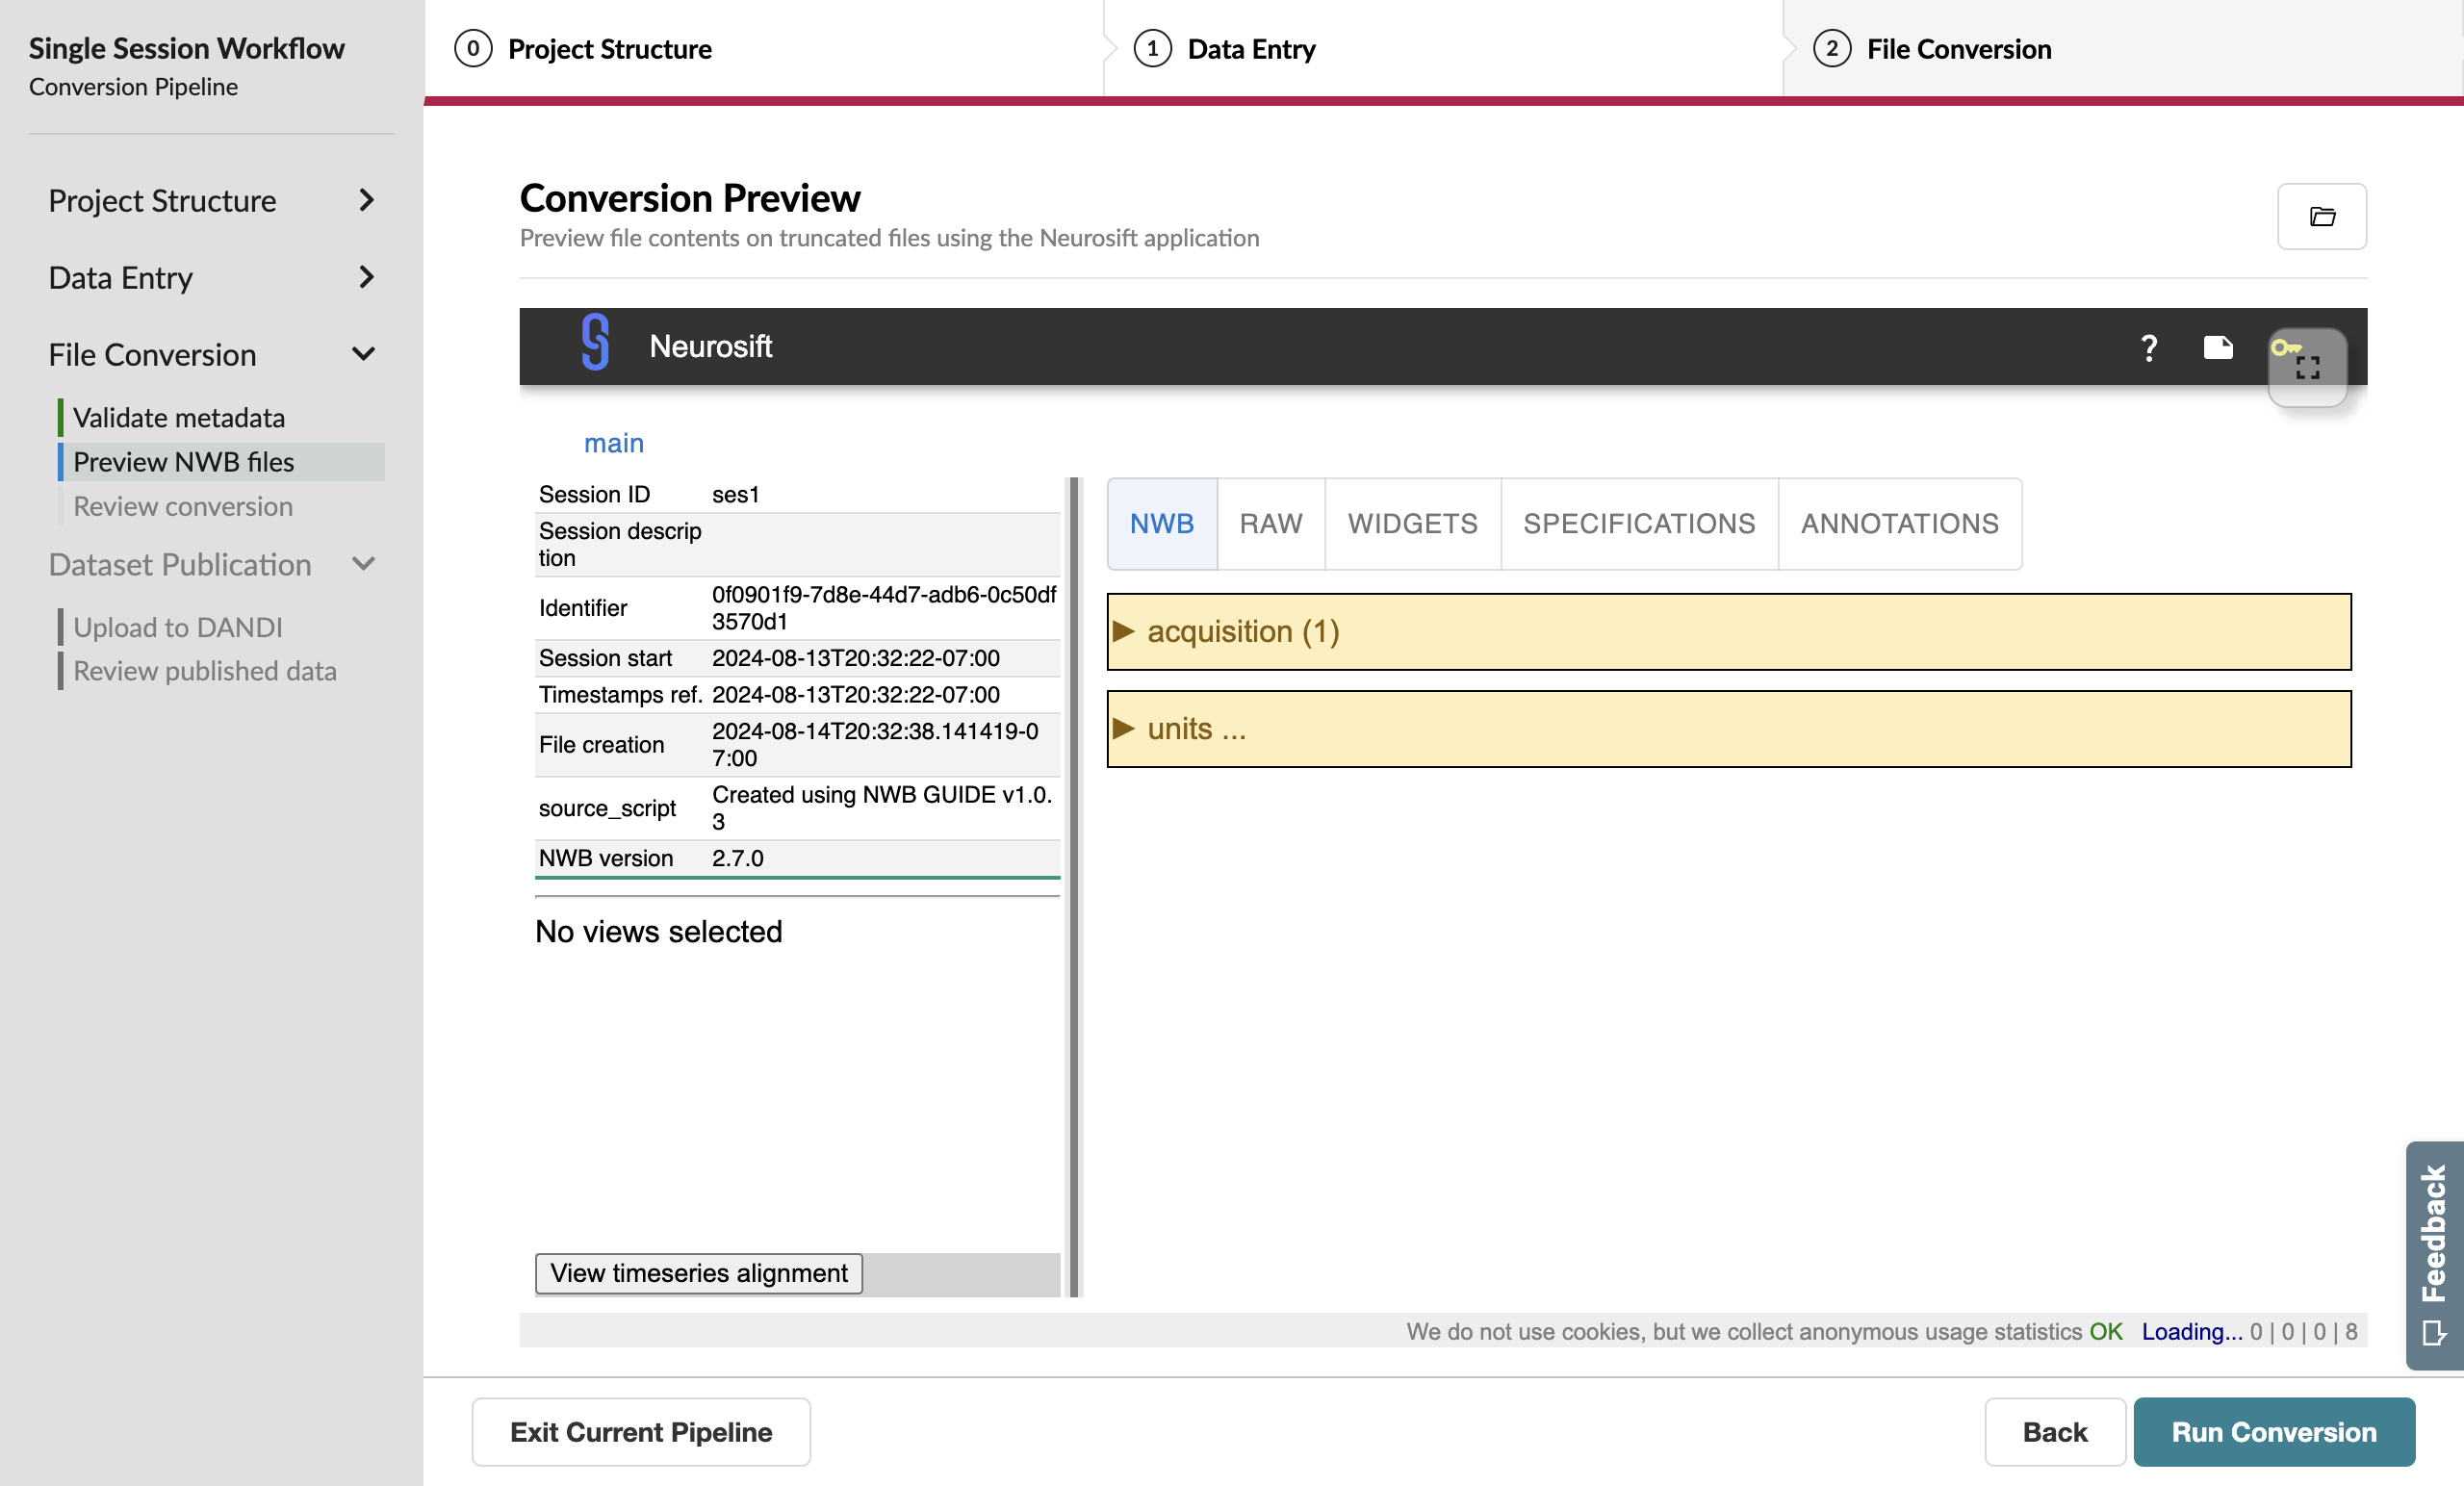 Single Session Workflow
Conversion Pipeline
Project Structure
Data Entry
File Conversion
Validate metadata
Preview NWB files
Review conversion
Dataset Publication
Upload to DANDI
Review published data
0 Project Structure
1 Data Entry
2 File Conversion
Conversion Preview
Preview file contents on truncated files using the Neurosift application
Neurosift
?
main
Session ID ses1
Session descrip
tion
Identifier 0f0901f9-7d8e-44d7-adb6-0c50df
3570d1
Session start 2024-08-13T20:32:22-07:00
Timestamps ref. 2024-08-13T20:32:22-07:00
File creation 2024-08-14T20:32:38.141419-0
7:00
source_script Created using NWB GUIDE v1.0.
3
NWB version 2.7.0
No views selected
View timeseries alignment
NWB RAW WIDGETS SPECIFICATIONS ANNOTATIONS
acquisition (1)
units ...
We do not use cookies, but we collect anonymous usage statistics OK Loading... 0 | 0 | 0 | 8
Feedback
Exit Current Pipeline
Back
Run Conversion